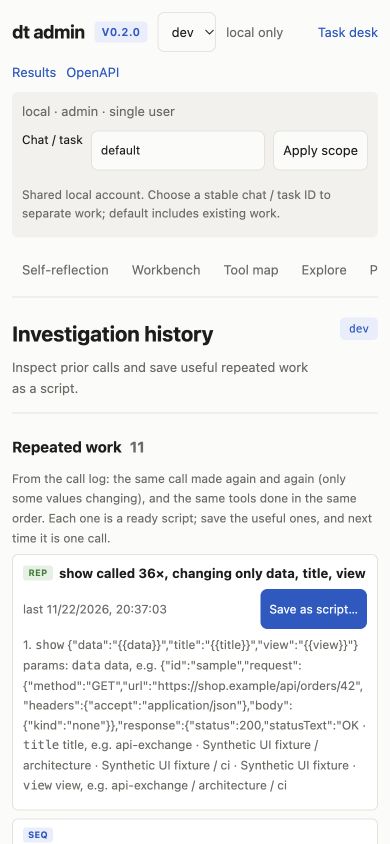 dt admin V0.2.0 dev local only Task desk
Results OpenAPI
local · admin · single user
Chat / task default Apply scope
Shared local account. Choose a stable chat / task ID to
separate work; default includes existing work.
Self-reflection Workbench Tool map Explore P
Investigation history dev
Inspect prior calls and save useful repeated work
as a script.
Repeated work 11
From the call log: the same call made again and again (only
some values changing), and the same tools done in the same
order. Each one is a ready script; save the useful ones, and next
time it is one call.
REP show called 36×, changing only data, title, view
last 11/22/2026, 20:37:03 Save as script…
1. show {"data":"{{data}}","title":"{{title}}","view":"{{view}}"}
params: data data, e.g. {"id":"sample","request":
{"method":"GET","url":"https://shop.example/api/orders/42",
"headers":{"accept":"application/json"},"body":
{"kind":"none"}},"response":{"status":200,"statusText":"OK ·
title title, e.g. api-exchange · Synthetic UI fixture /
architecture · Synthetic UI fixture / ci · Synthetic UI fixture ·
view view, e.g. api-exchange / architecture / ci
SEQ